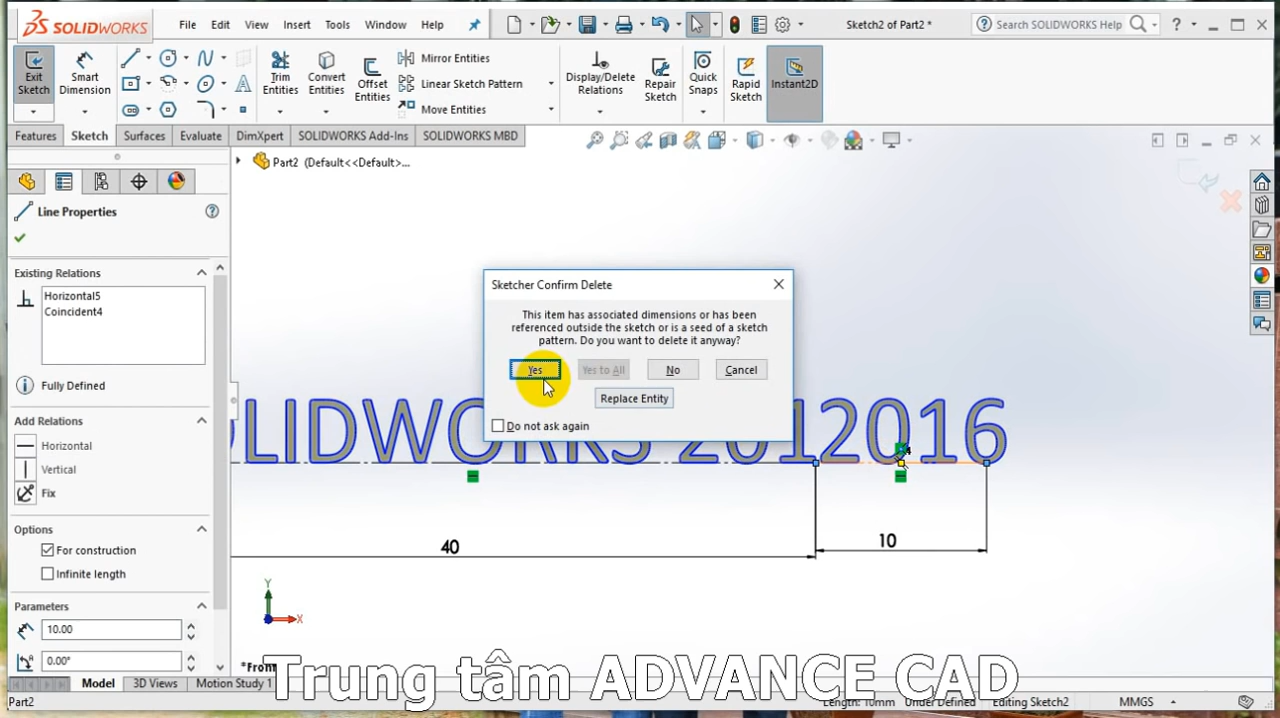 SOLIDWORKS
File Edit View Insert Tools Window Help
Sketch2 of Part2 *
Search SOLIDWORKS Help
?
Exit Sketch
Smart Dimension
Trim Entities
Convert Entities
Offset Entities
Mirror Entities
Linear Sketch Pattern
Move Entities
Display/Delete Relations
Repair Sketch
Quick Snaps
Rapid Sketch
Instant2D
Features Sketch Surfaces Evaluate DimXpert SOLIDWORKS Add-Ins SOLIDWORKS MBD
Part2 (Default<<Default>...
Line Properties
Existing Relations
Horizontal5
Coincident4
Fully Defined
Add Relations
Horizontal
Vertical
Fix
Options
For construction
Infinite length
Parameters
10.00
0.00°
Sketcher Confirm Delete
This item has associated dimensions or has been
referenced outside the sketch or is a seed of a sketch
pattern. Do you want to delete it anyway?
Yes Yes to All No Cancel
Replace Entity
Do not ask again
OLIDWORKS 2012016
40
10
Y
X
*Front
Trung tâm ADVANCE CAD
Model 3D Views Motion Study 1
Part2
Length: 10mm Under Defined Editing Sketch2 MMGS